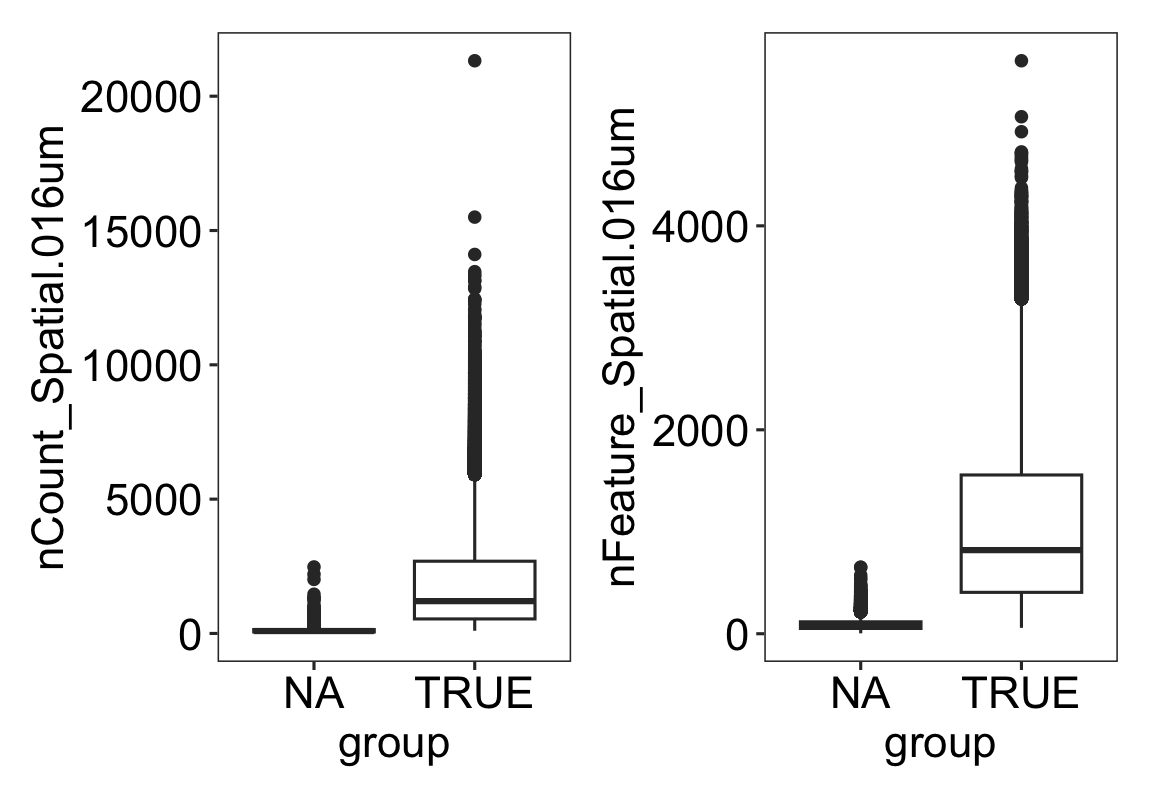 nCount_Spatial.016um
20000
15000
10000
5000
0
NA TRUE
group
nFeature_Spatial.016um
4000
2000
0
NA TRUE
group